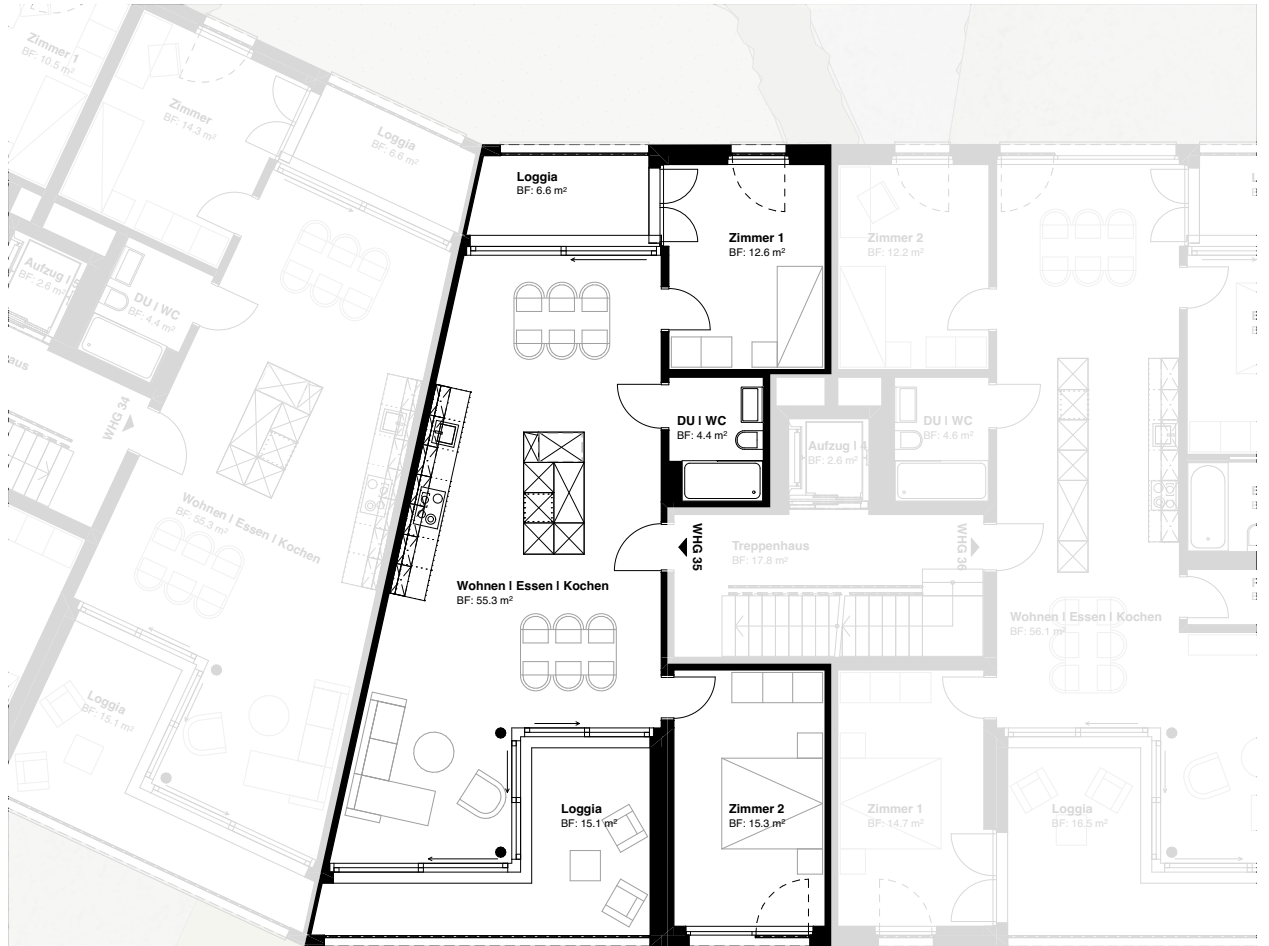 Zimmer 1
BF: 10.5 m²
Zimmer
BF: 14.3 m²
Loggia
BF: 6.6 m²
Aufzug I
BF: 2.6 m²
DU I WC
BF: 4.4 m²
WHG 34
Wohnen I Essen I Kochen
BF: 55.3 m²
Loggia
BF: 15.1 m²
Loggia
BF: 6.6 m²
Zimmer 1
BF: 12.6 m²
DU I WC
BF: 4.4 m²
WHG 35
Wohnen I Essen I Kochen
BF: 55.3 m²
Loggia
BF: 15.1 m²
Zimmer 2
BF: 15.3 m²
Aufzug I 4
BF: 2.6 m²
Treppenhaus
BF: 17.8 m²
WHG 36
Zimmer 2
BF: 12.2 m²
DU I WC
BF: 4.6 m²
Wohnen I Essen I Kochen
BF: 56.1 m²
Zimmer 1
BF: 14.7 m²
Loggia
BF: 16.5 m²